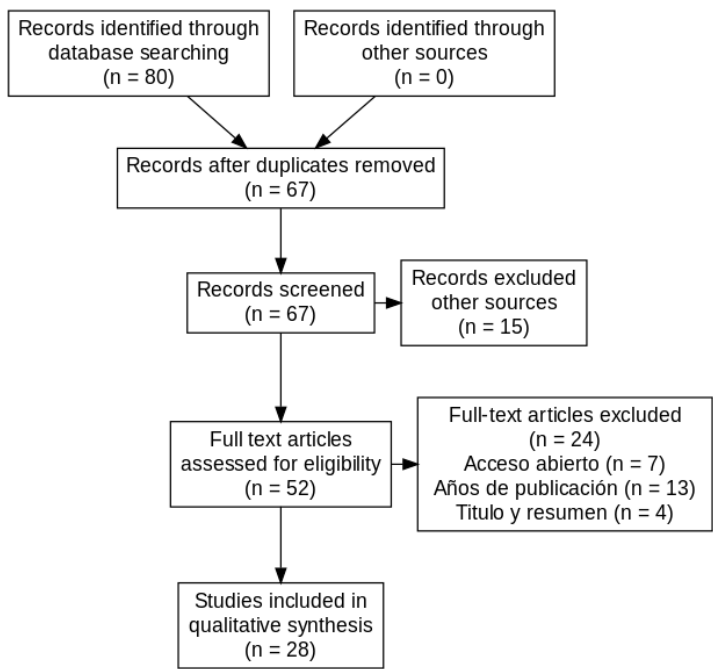 Records identified through
database searching
(n = 80)
Records identified through
other sources
(n = 0)
Records after duplicates removed
(n = 67)
Records screened
(n = 67)
Records excluded
other sources
(n = 15)
Full text articles
assessed for eligibility
(n = 52)
Full-text articles excluded
(n = 24)
Acceso abierto (n = 7)
Años de publicación (n = 13)
Titulo y resumen (n = 4)
Studies included in
qualitative synthesis
(n = 28)